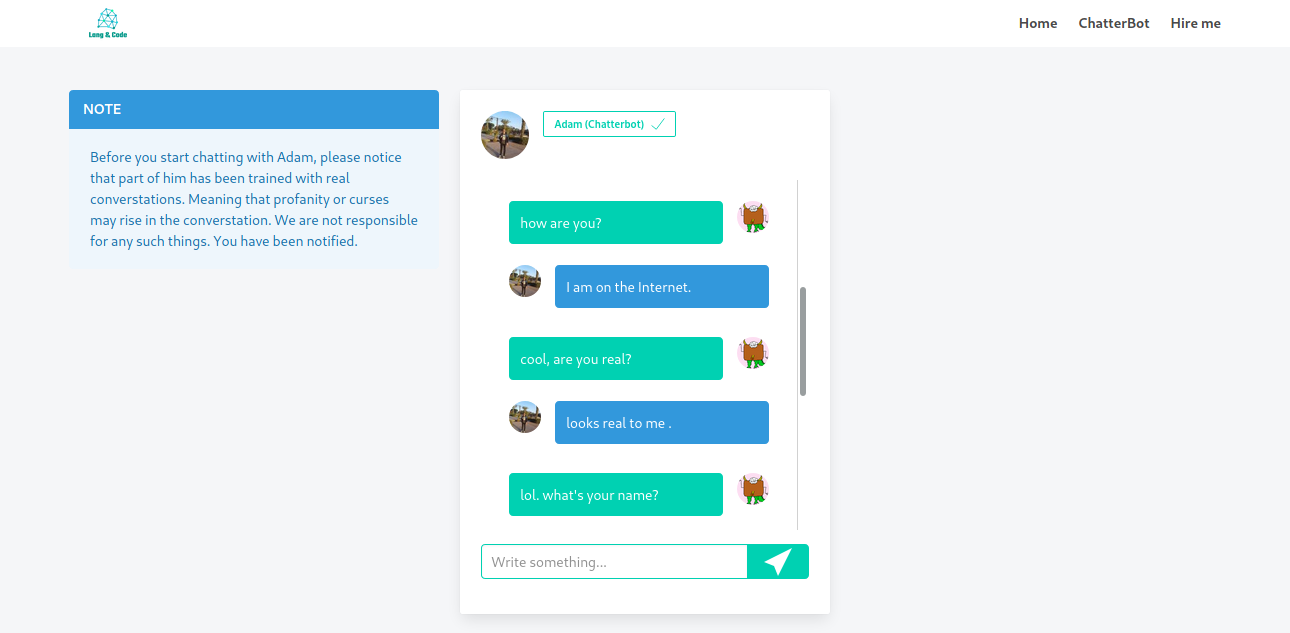 Lang & Code
Home ChatterBot Hire me
NOTE
Before you start chatting with Adam, please notice
that part of him has been trained with real
converstations. Meaning that profanity or curses
may rise in the converstation. We are not responsible
for any such things. You have been notified.
Adam (Chatterbot)
how are you?
I am on the Internet.
cool, are you real?
looks real to me .
lol. what's your name?
Write something...